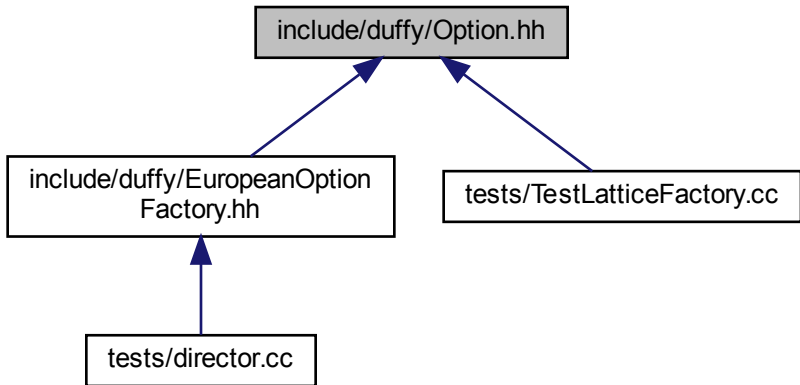 include/duffy/Option.hh
include/duffy/EuropeanOption
Factory.hh
tests/TestLatticeFactory.cc
tests/director.cc